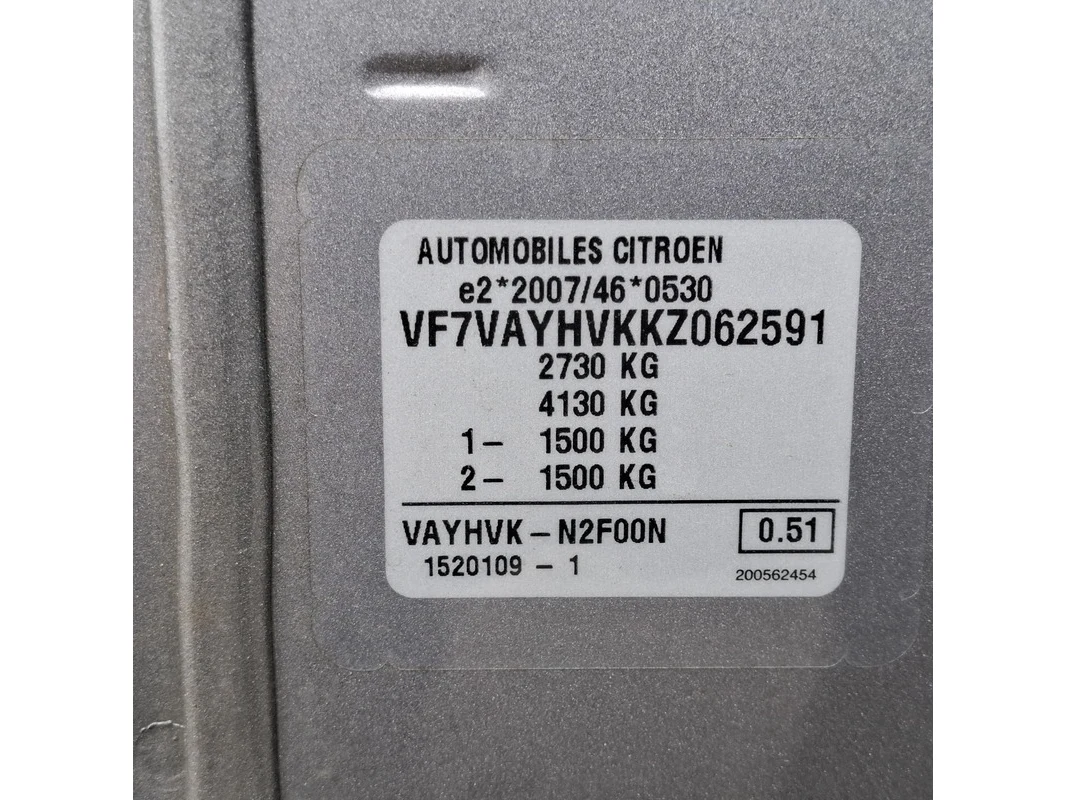 AUTOMOBILES CITROEN
e2*2007/46*0530
VF7VAYHVKKZ062591
2730 KG
4130 KG
1- 1500 KG
2- 1500 KG
VAYHVK-N2F00N 0.51
1520109 - 1 200562454